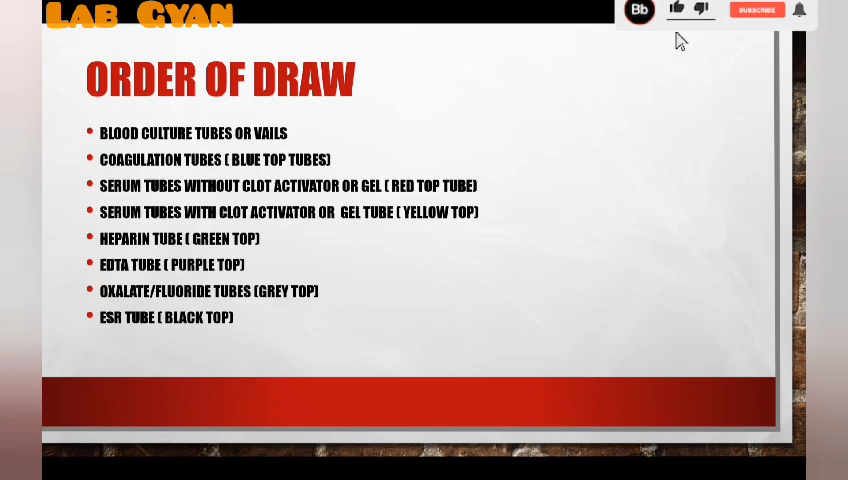 LAB GYAN
Bb
SUBSCRIBE
ORDER OF DRAW
• BLOOD CULTURE TUBES OR VAILS
• COAGULATION TUBES ( BLUE TOP TUBES)
• SERUM TUBES WITHOUT CLOT ACTIVATOR OR GEL ( RED TOP TUBE)
• SERUM TUBES WITH CLOT ACTIVATOR OR GEL TUBE ( YELLOW TOP)
• HEPARIN TUBE ( GREEN TOP)
• EDTA TUBE ( PURPLE TOP)
• OXALATE/FLUORIDE TUBES (GREY TOP)
• ESR TUBE ( BLACK TOP)